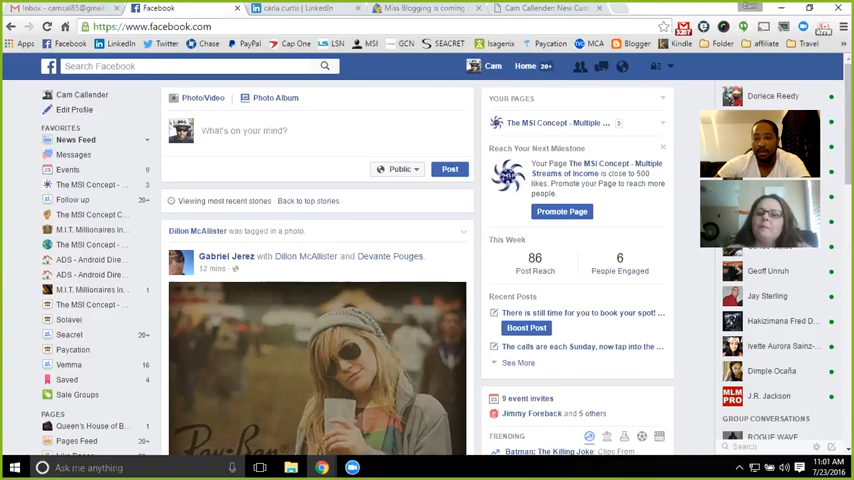 Inbox - camcal85@gmail
Facebook
carla curtis | LinkedIn
Miss Blogging is coming
Cam Callender: New Cust
https://www.facebook.com
Apps
Facebook
LinkedIn
Twitter
Chase
PayPal
Cap One
LSN
MSI
GCN
SEACRET
Isagenix
Paycation
MCA
Blogger
Kindle
Folder
affiliate
Travel
Search Facebook
Cam
Home 20+
Cam Callender
Edit Profile
FAVORITES
News Feed
Messages
Events 9
The MSI Concept - ... 3
Follow up 20+
The MSI Concept C...
M.I.T. Millionaires In...
The MSI Concept - ...
ADS - Android Dire...
ADS - Android Dire...
M.I.T. Millionaires In... 1
The MSI Concept - ...
Solavei
Seacret 20+
Paycation
Vemma 16
Saved 4
Sale Groups
PAGES
Queen's House of B...
Pages Feed 20+
Photo/Video
Photo Album
What's on your mind?
Public
Post
Viewing most recent stories · Back to top stories
Dillon McAllister was tagged in a photo.
Gabriel Jerez with Dillon McAllister and Devante Pouges.
12 mins ·
Ray-Ban
YOUR PAGES
The MSI Concept - Multiple ... 3
Reach Your Next Milestone
Your Page The MSI Concept - Multiple
Streams of Income is close to 500
likes. Promote your Page to reach more
people.
Promote Page
This Week
86
Post Reach
6
People Engaged
Recent Posts
There is still time for you to book your spot! ...
Boost Post
The calls are each Sunday, now tap into the ...
See More
9 event invites
Jimmy Foreback and 5 others
TRENDING
Batman: The Killing Joke: Clips From
Doriece Reedy
Geoff Unruh
Jay Sterling
Hakizimana Fred D...
Ivette Aurora Sainz-...
Dimple Ocaña
MLM
PRO
J.R. Jackson
GROUP CONVERSATIONS
ROGUE WAVE
Search
Ask me anything
11:01 AM
7/23/2016